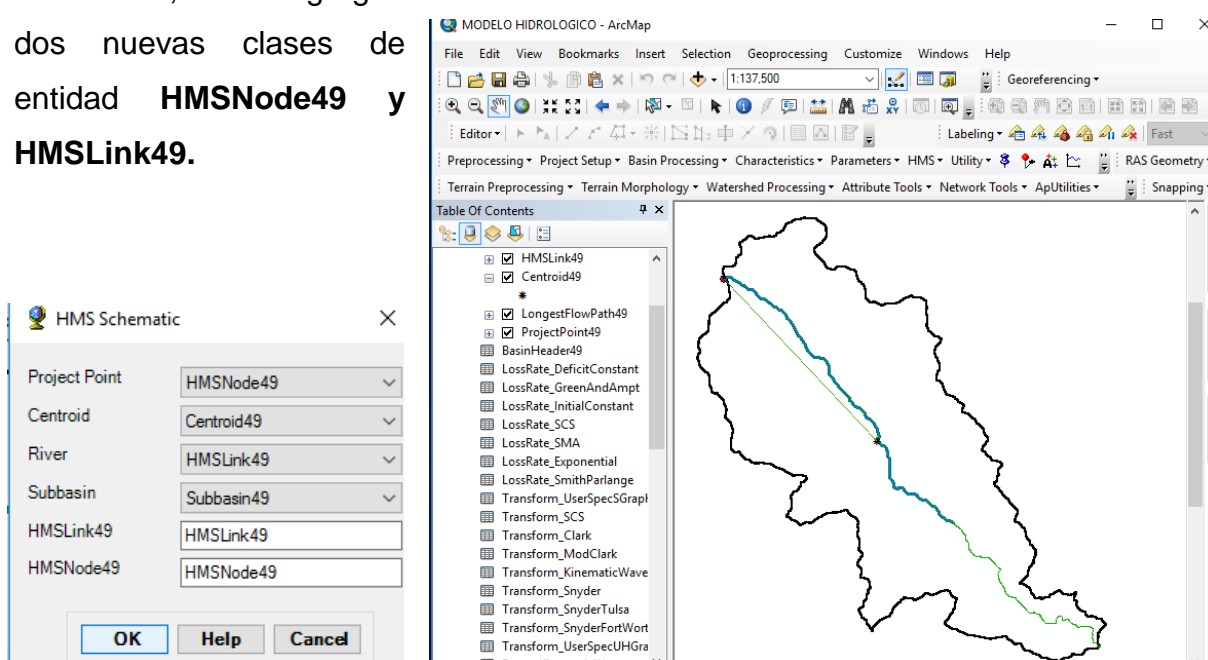 dos nuevas clases de
entidad HMSNode49 y
HMSLink49.
HMS Schematic
Project Point HMSNode49
Centroid Centroid49
River HMSLink49
Subbasin Subbasin49
HMSLink49 HMSLink49
HMSNode49 HMSNode49
OK Help Cancel
MODELO HIDROLOGICO - ArcMap
File Edit View Bookmarks Insert Selection Geoprocessing Customize Windows Help
1:137,500 Georeferencing
Editor Labeling Fast
Preprocessing Project Setup Basin Processing Characteristics Parameters HMS Utility RAS Geometry
Terrain Preprocessing Terrain Morphology Watershed Processing Attribute Tools Network Tools ApUtilities Snapping
Table Of Contents
HMSLink49
Centroid49
LongestFlowPath49
ProjectPoint49
BasinHeader49
LossRate_DeficitConstant
LossRate_GreenAndAmpt
LossRate_InitialConstant
LossRate_SCS
LossRate_SMA
LossRate_Exponential
LossRate_SmithParlange
Transform_UserSpecSGraph
Transform_SCS
Transform_Clark
Transform_ModClark
Transform_KinematicWave
Transform_Snyder
Transform_SnyderTulsa
Transform_SnyderFortWort
Transform_UserSpecUHGra